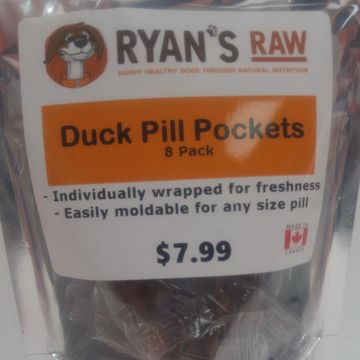 RYAN'S RAW
HAPPY HEALTHY DOGS THROUGH NATURAL NUTRITION
Duck Pill Pockets
8 Pack
- Individually wrapped for freshness
- Easily moldable for any size pill
MADE IN
CANADA
$7.99